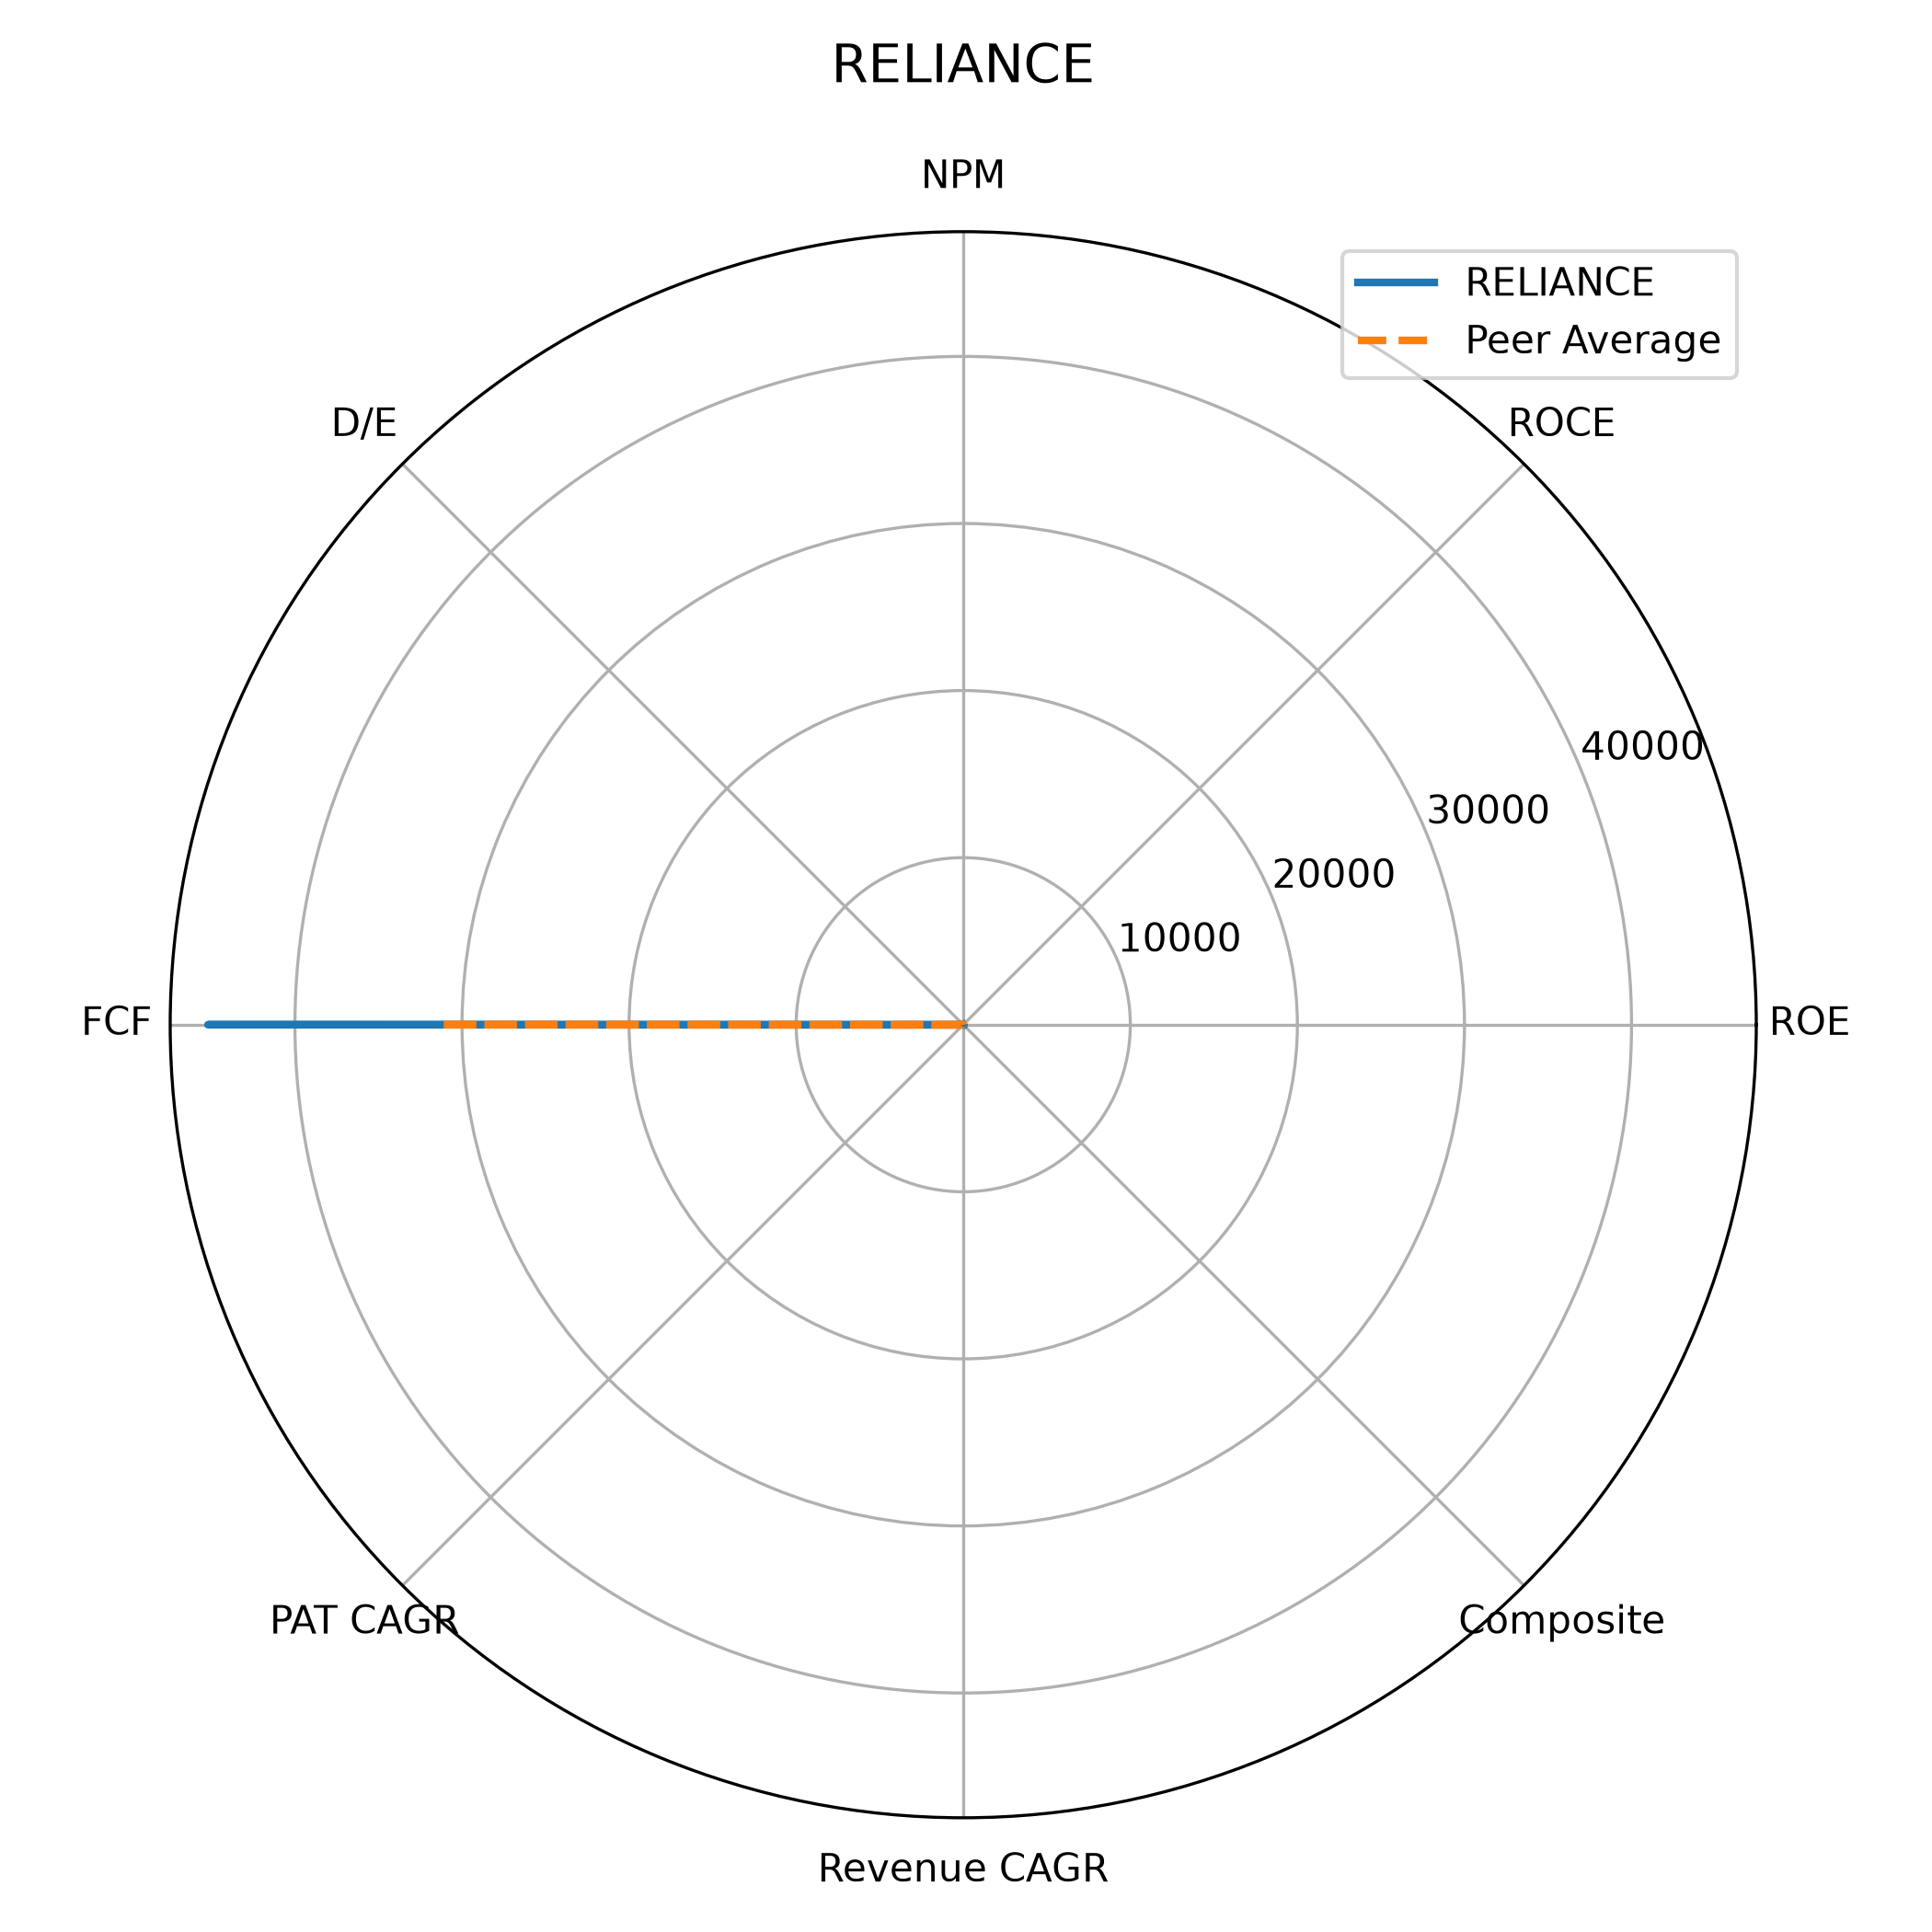 RELIANCE
NPM
RELIANCE
Peer Average
D/E
ROCE
40000
30000
20000
10000
FCF
ROE
PAT CAGR
Composite
Revenue CAGR